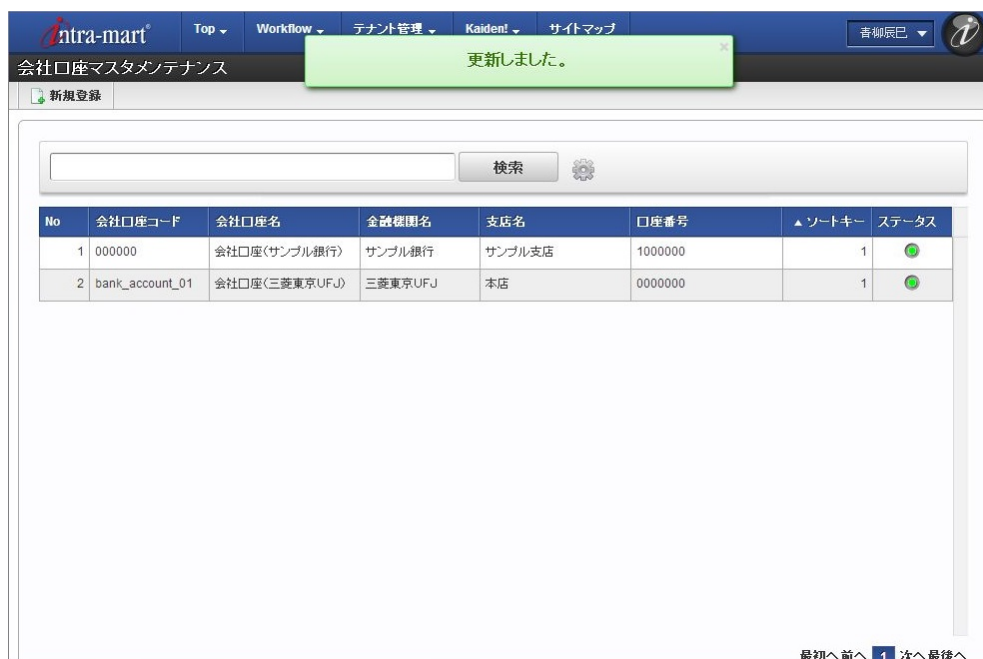 intra-mart
Top Workflow テナント管理 Kaiden! サイトマップ 青柳辰巳
更新しました。 ×
会社口座マスタメンテナンス
新規登録
検索
No 会社口座コード 会社口座名 金融機関名 支店名 口座番号 ▲ ソートキー ステータス
1 000000 会社口座(サンプル銀行) サンプル銀行 サンプル支店 1000000 1
2 bank_account_01 会社口座(三菱東京UFJ) 三菱東京UFJ 本店 0000000 1
最初へ 前へ 1 次へ 最後へ